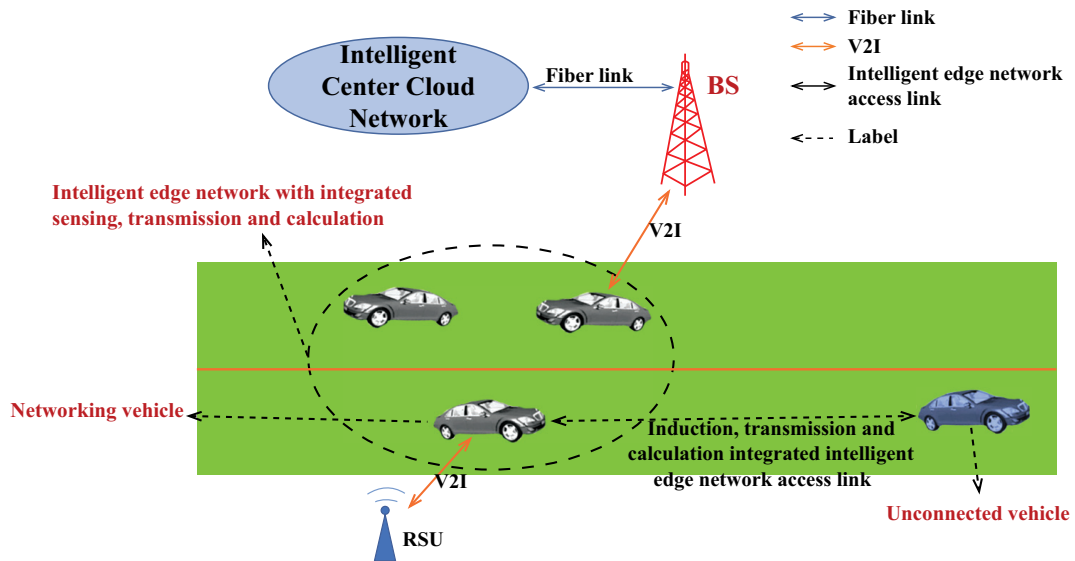 Intelligent
Center Cloud
Network
Fiber link
BS
Fiber link
V2I
Intelligent edge network
access link
Label
Intelligent edge network with integrated
sensing, transmission and calculation
V2I
Networking vehicle
Induction, transmission and
calculation integrated intelligent
edge network access link
V2I
RSU
Unconnected vehicle